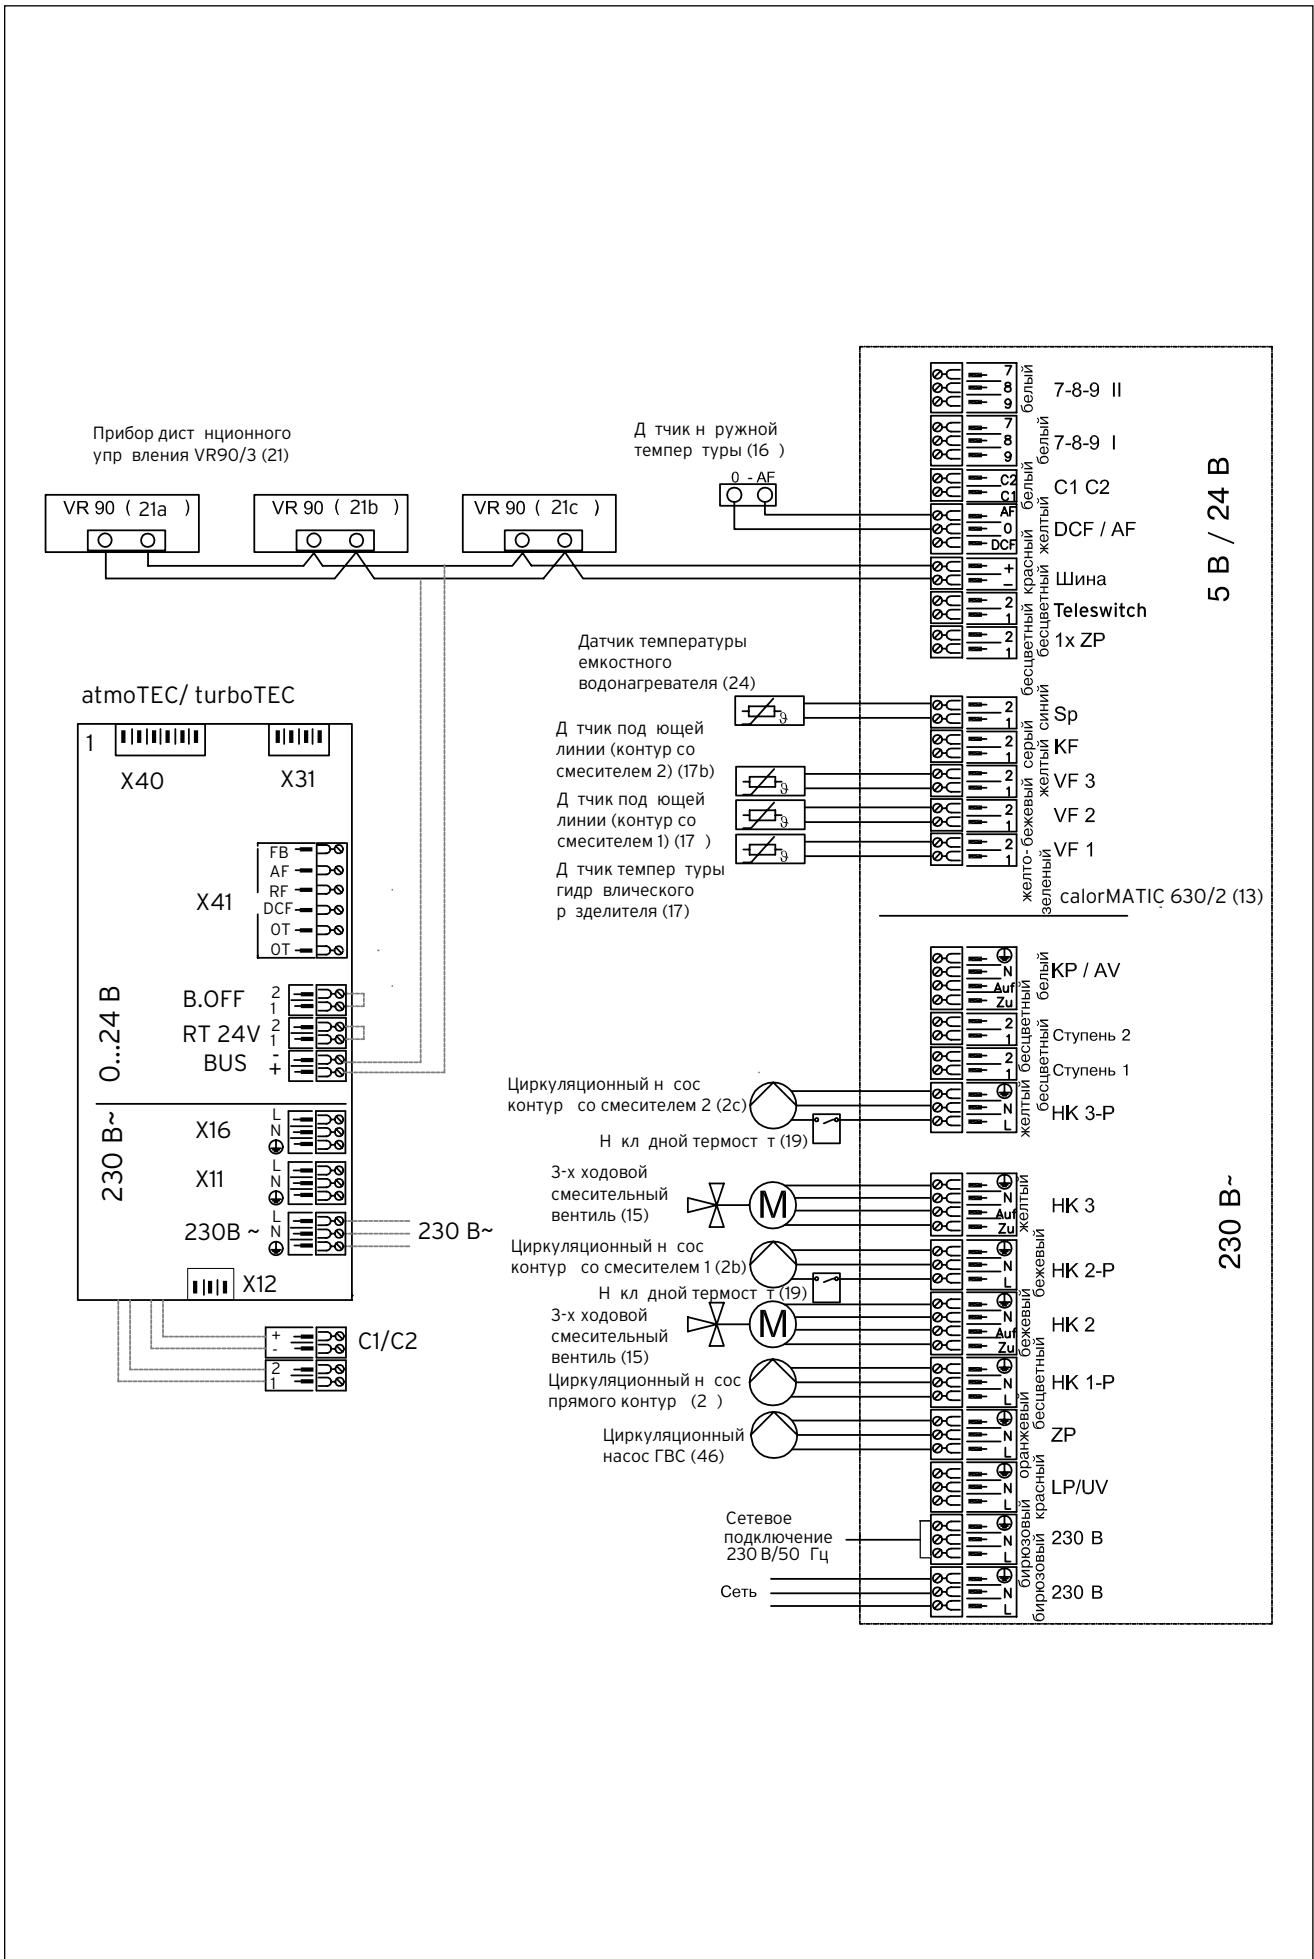 Прибор дист нционного
упр вления VR90/3 (21)
VR 90 ( 21a )
VR 90 ( 21b )
VR 90 ( 21c )
Д тчик н ружной
темпер туры (16 )
0 - AF
Датчик температуры
емкостного
водонагревателя (24)
Д тчик под ющей
линии (контур со
смесителем 2) (17b)
Д тчик под ющей
линии (контур со
смесителем 1) (17 )
Д тчик темпер туры
гидр влического
р зделителя (17)
atmoTEC/ turboTEC
1
X40
X31
X41
FB
AF
RF
DCF
OT
OT
0...24 В
B.OFF
2
1
RT 24V
2
1
BUS
-
+
230 В~
X16
L
N
X11
L
N
230В ~
L
N
230 В~
X12
+
-
C1/C2
2
1
Циркуляционный н сос
контур со смесителем 2 (2c)
Н кл дной термост т (19)
3-х ходовой
смесительный
вентиль (15)
M
Циркуляционный н сос
контур со смесителем 1 (2b)
Н кл дной термост т (19)
3-х ходовой
смесительный
вентиль (15)
M
Циркуляционный н сос
прямого контур (2 )
Циркуляционный
насос ГВС (46)
Сетевое
подключение
230 В/50 Гц
Сеть
7
8
9
белый
7-8-9 II
7
8
9
белый
7-8-9 I
C2
C1
белый
C1 C2
AF
0
DCF
желтый
DCF / AF
+
-
красный
Шина
2
1
бесцветный
Teleswitch
2
1
бесцветный
1x ZP
5 В / 24 В
2
1
синий
Sp
2
1
серый
KF
2
1
желтый
VF 3
2
1
желто-бежевый
VF 2
2
1
зеленый
VF 1
calorMATIC 630/2 (13)
N
Auf
Zu
белый
KP / AV
2
1
бесцветный
Ступень 2
2
1
бесцветный
Ступень 1
N
L
желтый
HK 3-P
N
Auf
Zu
желтый
HK 3
230 В~
N
L
бежевый
HK 2-P
N
Auf
Zu
бежевый
HK 2
N
L
бесцветный
HK 1-P
N
L
оранжевый
ZP
N
L
красный
LP/UV
N
L
бирюзовый
230 В
N
L
бирюзовый
230 В